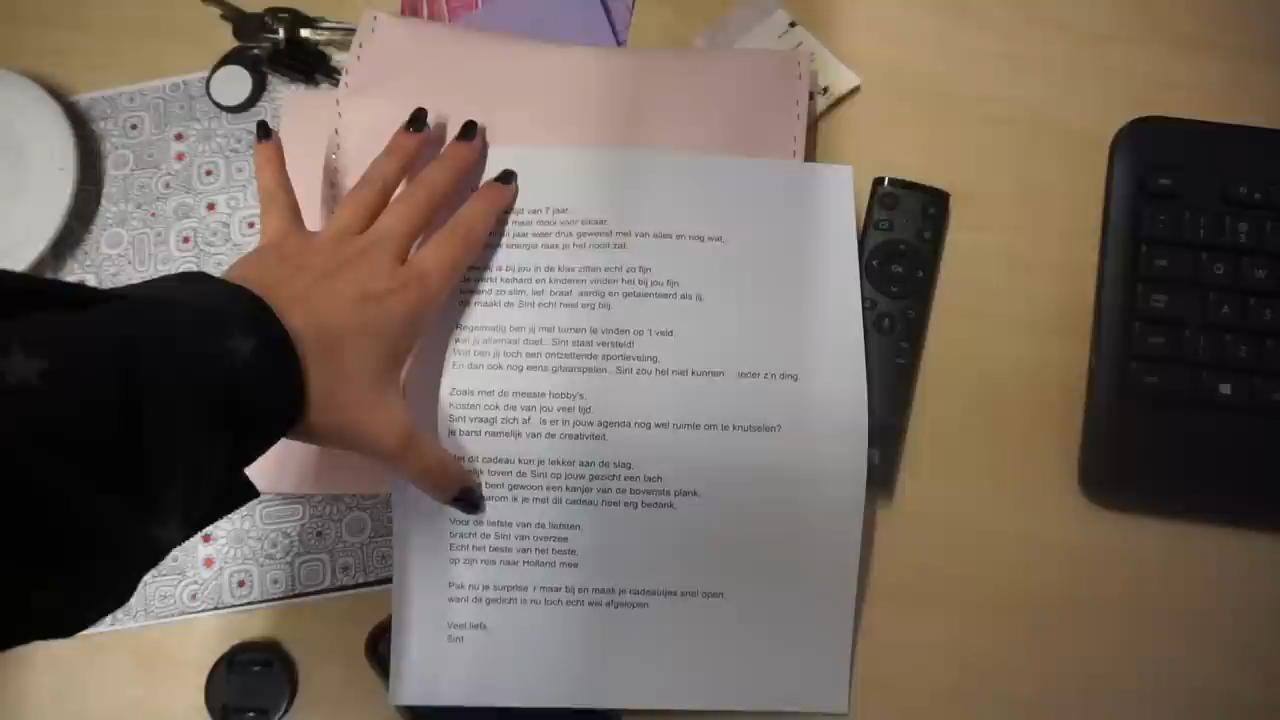 van 7 jaar
maar mooi voor elkaar
jaar weer druk geweest met van alles en nog wat,
energie raak je het nooit zat.
is bij jou in de klas zitten echt zo fijn
werkt keihard en kinderen vinden het bij jou fijn.
zo slim, lief, braaf, aardig en getalenteerd als jij,
maakt de Sint echt heel erg blij.
Regelmatig ben jij met turnen te vinden op 't veld,
wat jij allemaal doet... Sint staat versteld!
Wat ben jij toch een ontzettende sportieveling,
En dan ook nog eens gitaarspelen.. Sint zou het niet kunnen ieder z'n ding.
Zoals met de meeste hobby's,
Kosten ook die van jou veel tijd.
Sint vraagt zich af. Is er in jouw agenda nog wel ruimte om te knutselen?
je barst namelijk van de creativiteit.
dit cadeau kun je lekker aan de slag,
tovert de Sint op jouw gezicht een lach
bent gewoon een kanjer van de bovenste plank,
ik je met dit cadeau heel erg bedank,
Voor de liefste van de liefsten,
bracht de Sint van overzee
Echt het beste van het beste,
op zijn reis naar Holland mee
Pak nu je surprise r maar bij en maak je cadeautjes snel open,
want dit gedicht is nu toch echt wel afgelopen
Veel liefs
Sint
OK
Q
W
A
S